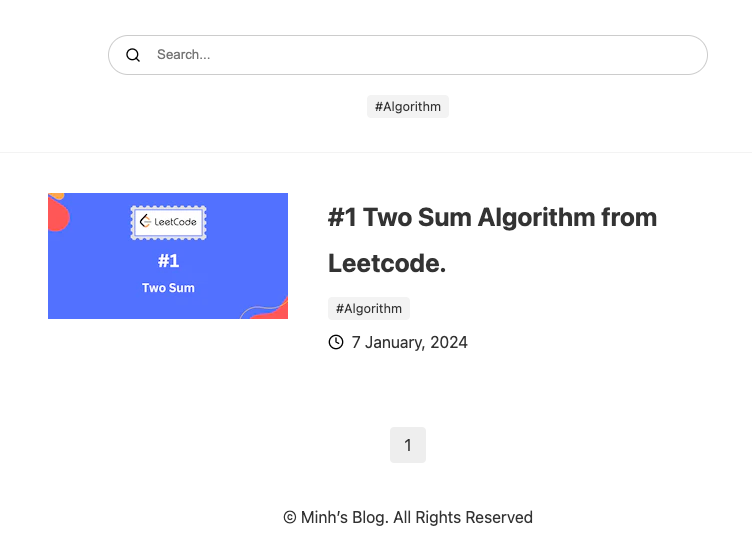 Search...
#Algorithm
LeetCode
#1
Two Sum
#1 Two Sum Algorithm from
Leetcode.
#Algorithm
7 January, 2024
1
© Minh’s Blog. All Rights Reserved